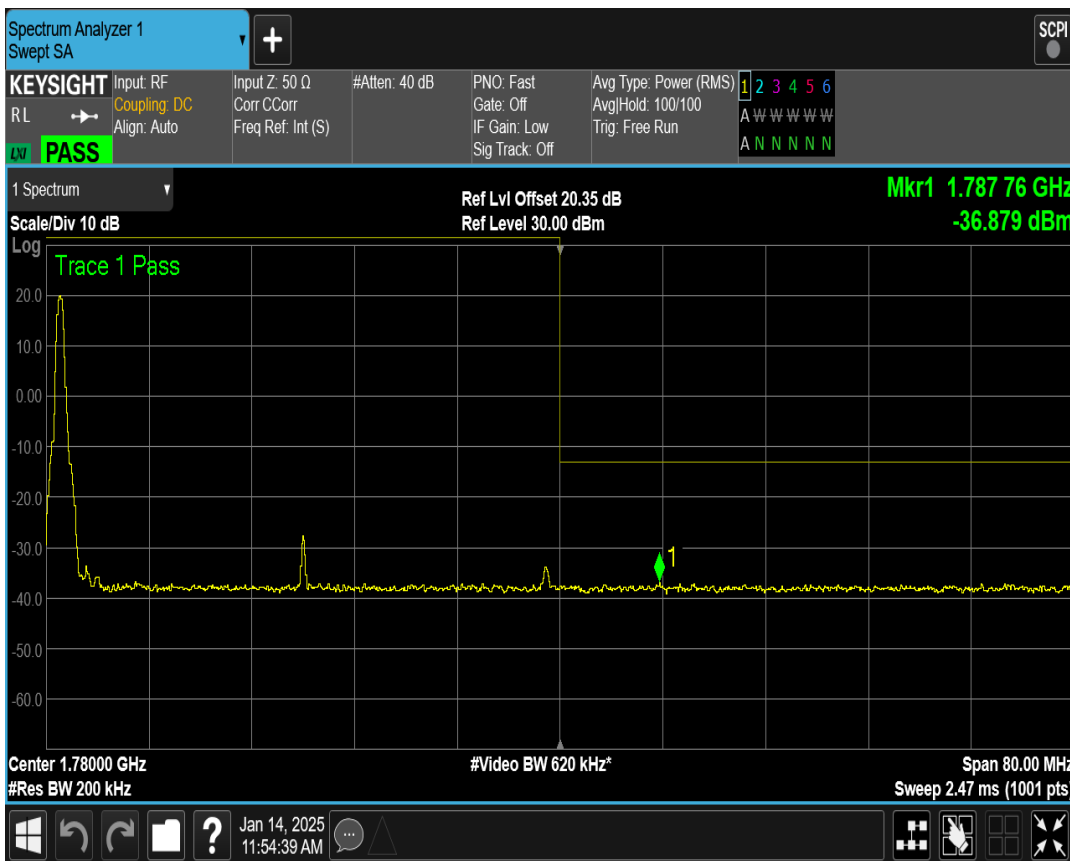 Spectrum Analyzer 1
Swept SA
SCPI
KEYSIGHT
RL
LXI PASS
Input: RF
Coupling: DC
Align: Auto
Input Z: 50 Ω
Corr CCorr
Freq Ref: Int (S)
#Atten: 40 dB
PNO: Fast
Gate: Off
IF Gain: Low
Sig Track: Off
Avg Type: Power (RMS)
Avg|Hold: 100/100
Trig: Free Run
1 2 3 4 5 6
A W W W W W
A N N N N N
1 Spectrum
Scale/Div 10 dB
Ref Lvl Offset 20.35 dB
Ref Level 30.00 dBm
Mkr1 1.787 76 GHz
-36.879 dBm
Log
Trace 1 Pass
20.0
10.0
0.00
-10.0
-20.0
-30.0
1
-40.0
-50.0
-60.0
Center 1.78000 GHz
#Res BW 200 kHz
#Video BW 620 kHz*
Span 80.00 MHz
Sweep 2.47 ms (1001 pts)
Jan 14, 2025
11:54:39 AM